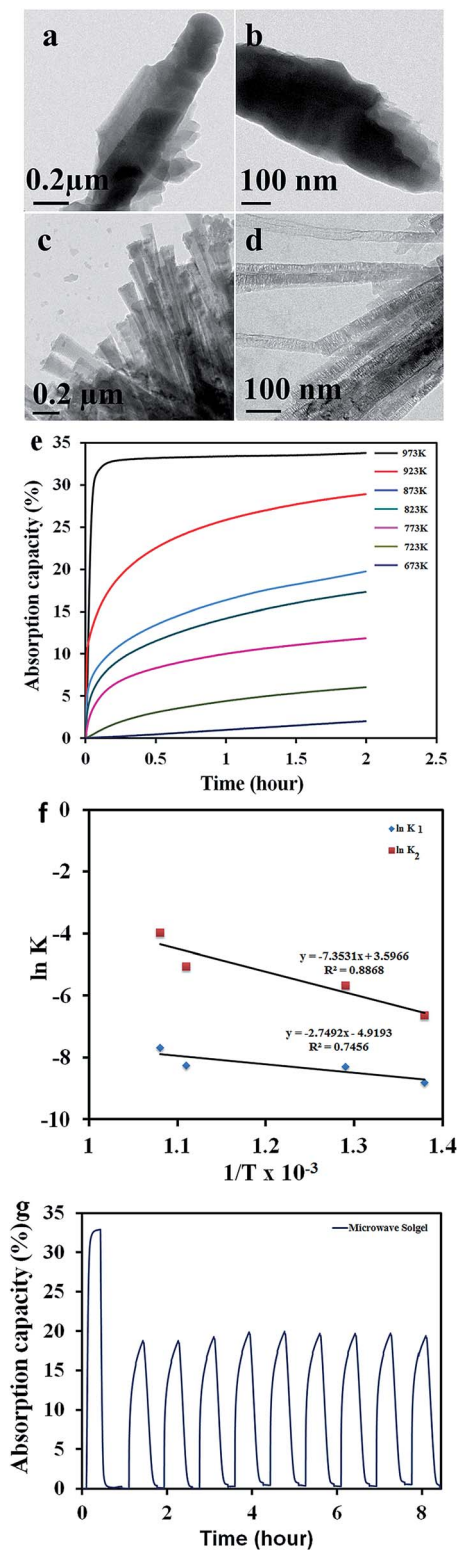 a
b
0.2μm
100 nm
c
d
0.2 μm
100 nm
e
Absorption capacity (%)
35
30
25
20
15
10
5
0
973K
923K
873K
823K
773K
723K
673K
0 0.5 1 1.5 2 2.5
Time (hour)
f
ln K
0
-2
-4
-6
-8
-10
ln K1
ln K2
y = -7.3531x + 3.5966
R² = 0.8868
y = -2.7492x - 4.9193
R² = 0.7456
1 1.1 1.2 1.3 1.4
1/T x 10-3
g
Absorption capacity (%)
35
30
25
20
15
10
5
0
Microwave Solgel
0 2 4 6 8
Time (hour)